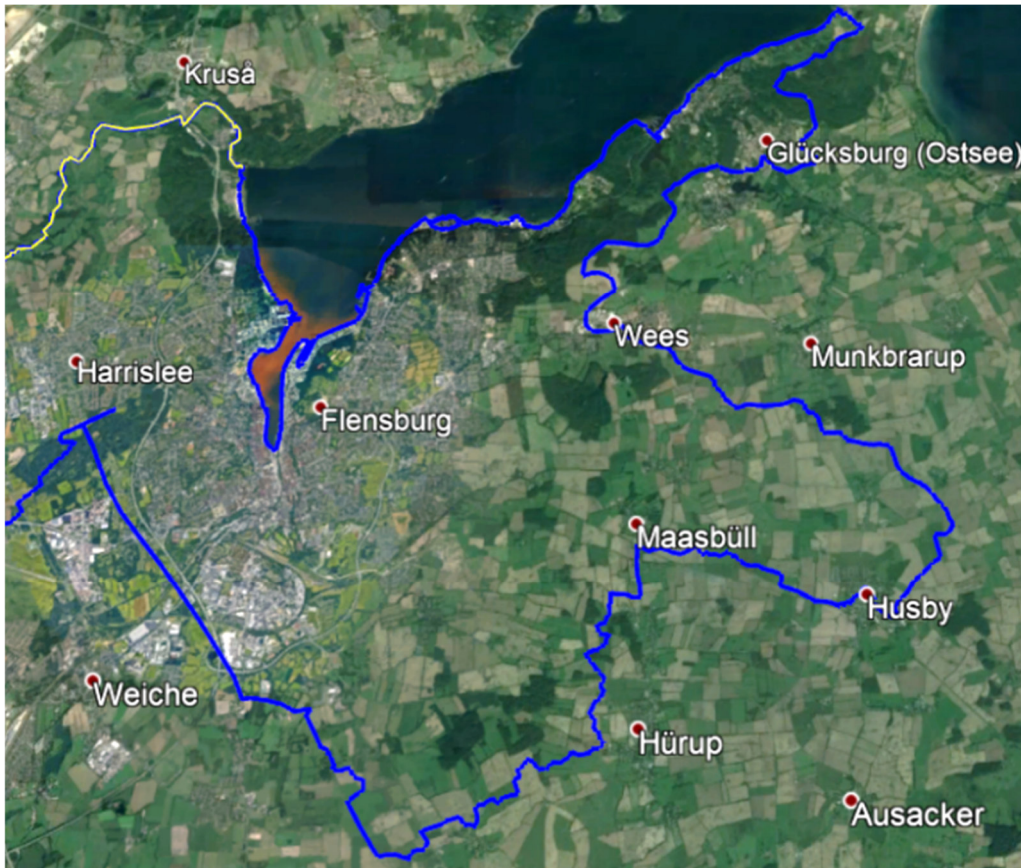 Kruså
Glücksburg (Ostsee)
Wees
Munkbrarup
Harrislee
Flensburg
Maasbüll
Husby
Weiche
Hürup
Ausacker